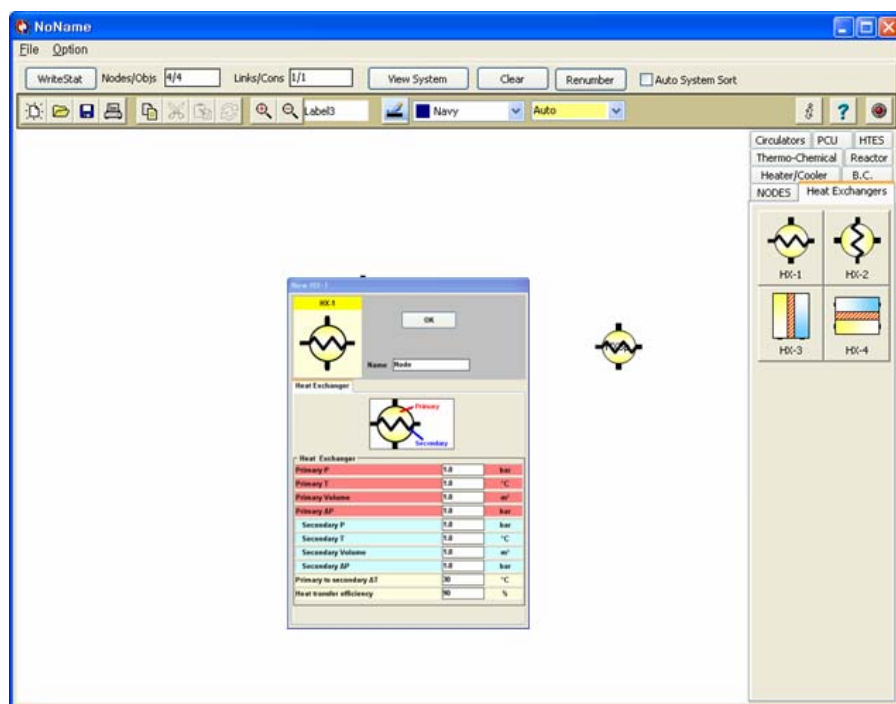 NoName
File Option
WriteStat Nodes/Objs 4/4 Links/Cons 1/1 View System Clear Renumber Auto System Sort
Label3 Navy Auto
Circulators PCU HTES
Thermo-Chemical Reactor
Heater/Cooler B.C.
NODES Heat Exchangers
HX-1 HX-2
HX-3 HX-4
New HX-1
HX-1
OK
Name Node
Heat Exchanger
Primary
Secondary
Heat Exchanger
Primary P 1.0 bar
Primary T 1.0 °C
Primary Volume 1.0 m³
Primary ΔP 1.0 bar
Secondary P 1.0 bar
Secondary T 1.0 °C
Secondary Volume 1.0 m³
Secondary ΔP 1.0 bar
Primary to secondary ΔT 30 °C
Heat transfer efficiency 90 %